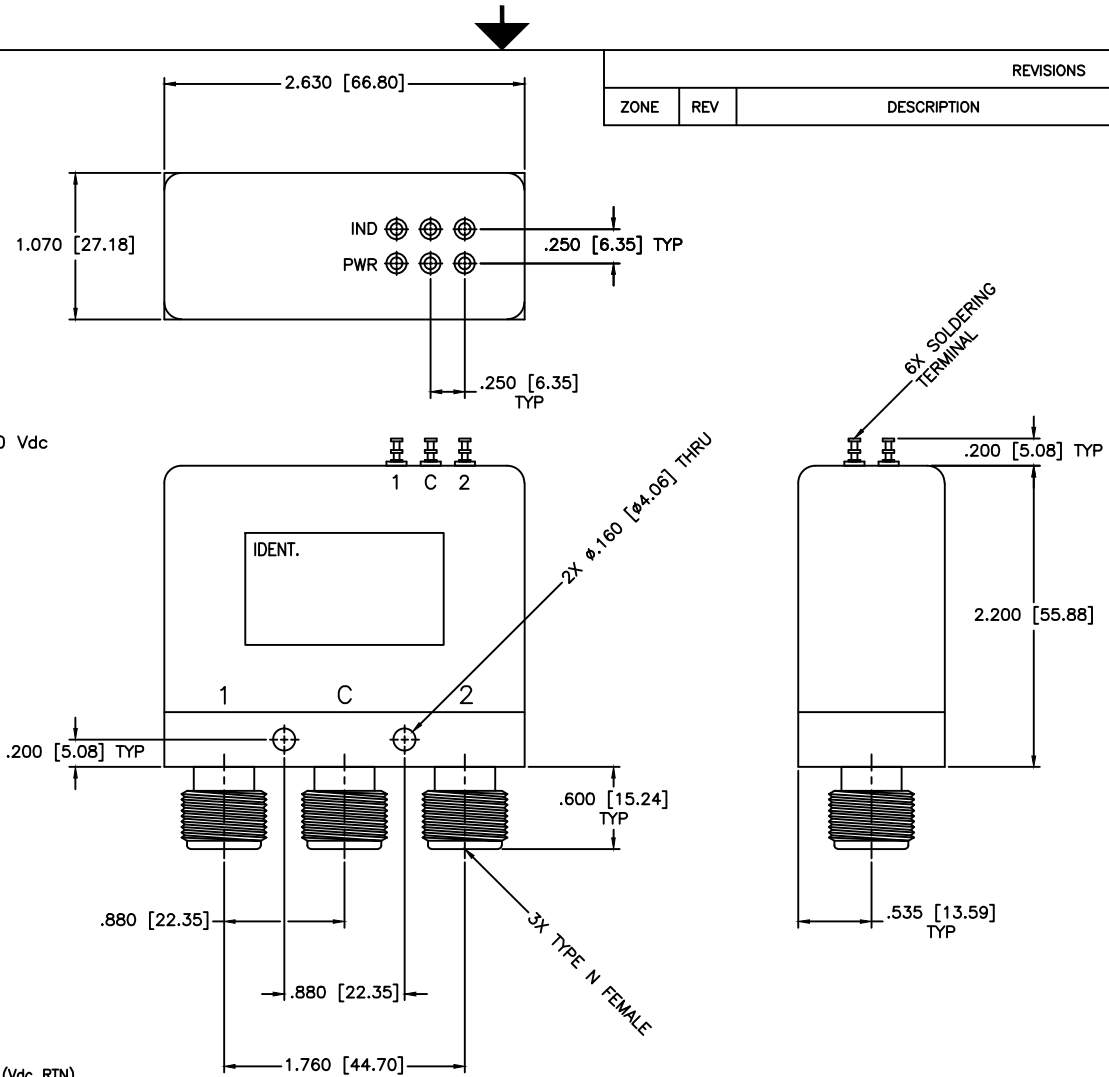 REVISIONS
ZONE REV DESCRIPTION
2.630 [66.80]
1.070 [27.18]
IND
PWR
.250 [6.35] TYP
.250 [6.35]
TYP
6X SOLDERING
TERMINAL
0 Vdc
1 C 2
.200 [5.08] TYP
2X ø.160 [ø4.06] THRU
IDENT.
2.200 [55.88]
1 C 2
.200 [5.08] TYP
.600 [15.24]
TYP
.880 [22.35]
.535 [13.59]
TYP
3X TYPE N FEMALE
.880 [22.35]
1.760 [44.70]
(Vdc RTN)